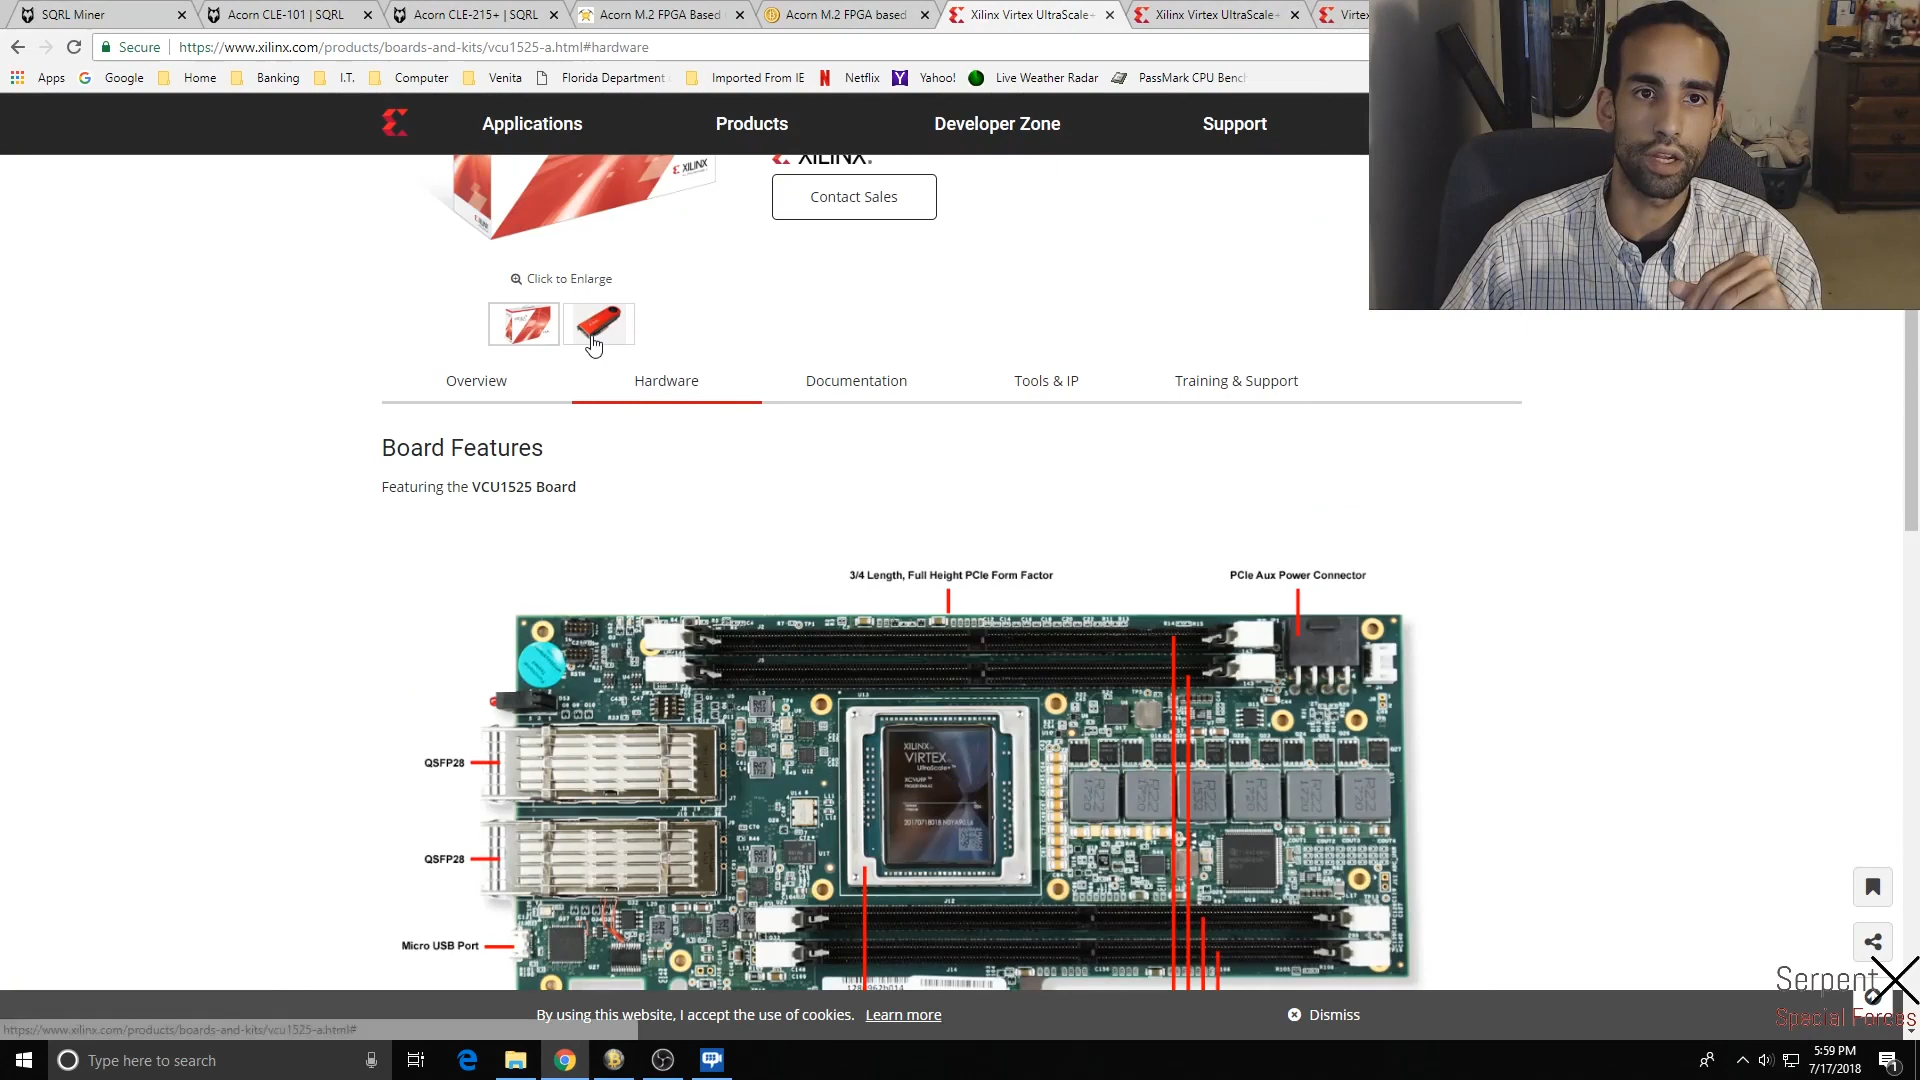 SQRL Miner
Acorn CLE-101 | SQRL
Acorn CLE-215+ | SQRL
Acorn M.2 FPGA Based
Acorn M.2 FPGA based
Xilinx Virtex UltraScale+
Xilinx Virtex UltraScale+
Virtex
Secure
https://www.xilinx.com/products/boards-and-kits/vcu1525-a.html#hardware
Apps
Google
Home
Banking
I.T.
Computer
Venita
Florida Department
Imported From IE
Netflix
Yahoo!
Live Weather Radar
PassMark CPU Bench
Applications
Products
Developer Zone
Support
XILINX
XILINX.
Contact Sales
Click to Enlarge
Overview
Hardware
Documentation
Tools & IP
Training & Support
Board Features
Featuring the VCU1525 Board
3/4 Length, Full Height PCIe Form Factor
PCIe Aux Power Connector
QSFP28
XILINX
VIRTEX
UltraScale+
QSFP28
Micro USB Port
Serpent X
Special Forces
By using this website, I accept the use of cookies. Learn more
Dismiss
https://www.xilinx.com/products/boards-and-kits/vcu1525-a.html#
Type here to search
5:59 PM
7/17/2018
1